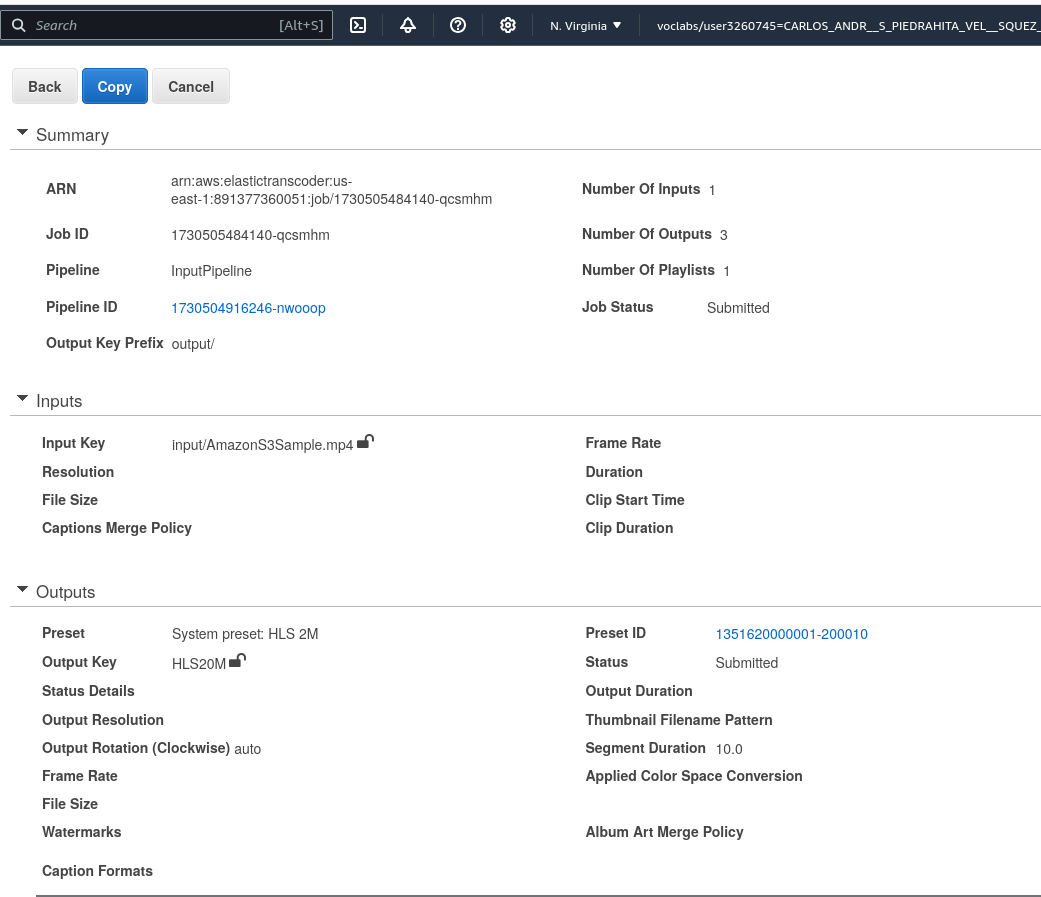 Search [Alt+S] N. Virginia voclabs/user3260745=CARLOS_ANDR__S_PIEDRAHITA_VEL__SQUEZ_
Back Copy Cancel
Summary
ARN arn:aws:elastictranscoder:us-
east-1:891377360051:job/1730505484140-qcsmhm
Number Of Inputs 1
Job ID 1730505484140-qcsmhm Number Of Outputs 3
Pipeline InputPipeline Number Of Playlists 1
Pipeline ID 1730504916246-nwooop Job Status Submitted
Output Key Prefix output/
Inputs
Input Key input/AmazonS3Sample.mp4 Frame Rate
Resolution Duration
File Size Clip Start Time
Captions Merge Policy Clip Duration
Outputs
Preset System preset: HLS 2M Preset ID 1351620000001-200010
Output Key HLS20M Status Submitted
Status Details Output Duration
Output Resolution Thumbnail Filename Pattern
Output Rotation (Clockwise) auto Segment Duration 10.0
Frame Rate Applied Color Space Conversion
File Size
Watermarks Album Art Merge Policy
Caption Formats